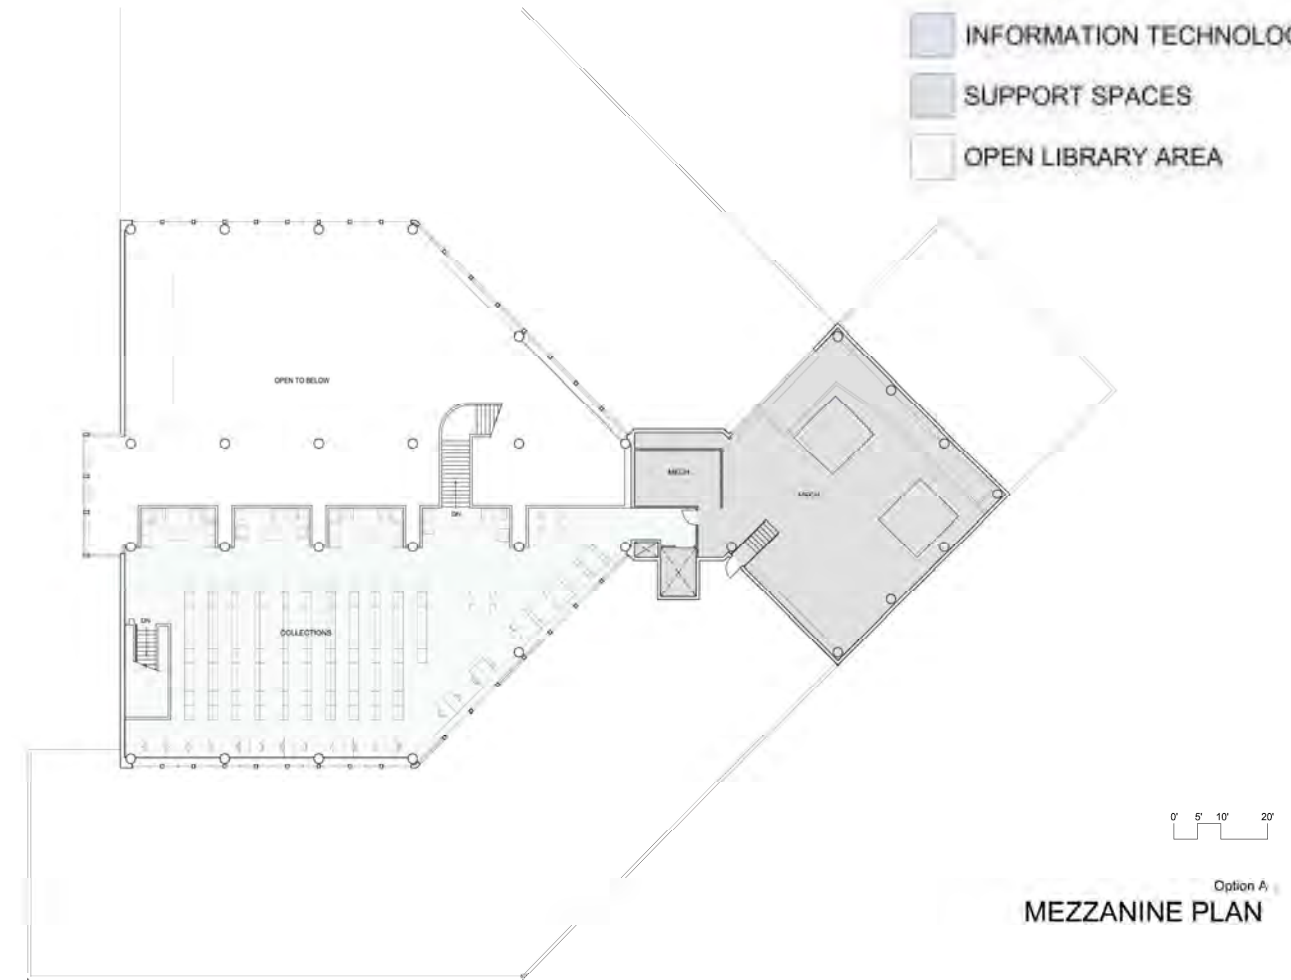 INFORMATION TECHNOLOG
SUPPORT SPACES
OPEN LIBRARY AREA
OPEN TO BELOW
MECH.
DN
DN
COLLECTIONS
0' 5' 10' 20'
Option A
MEZZANINE PLAN